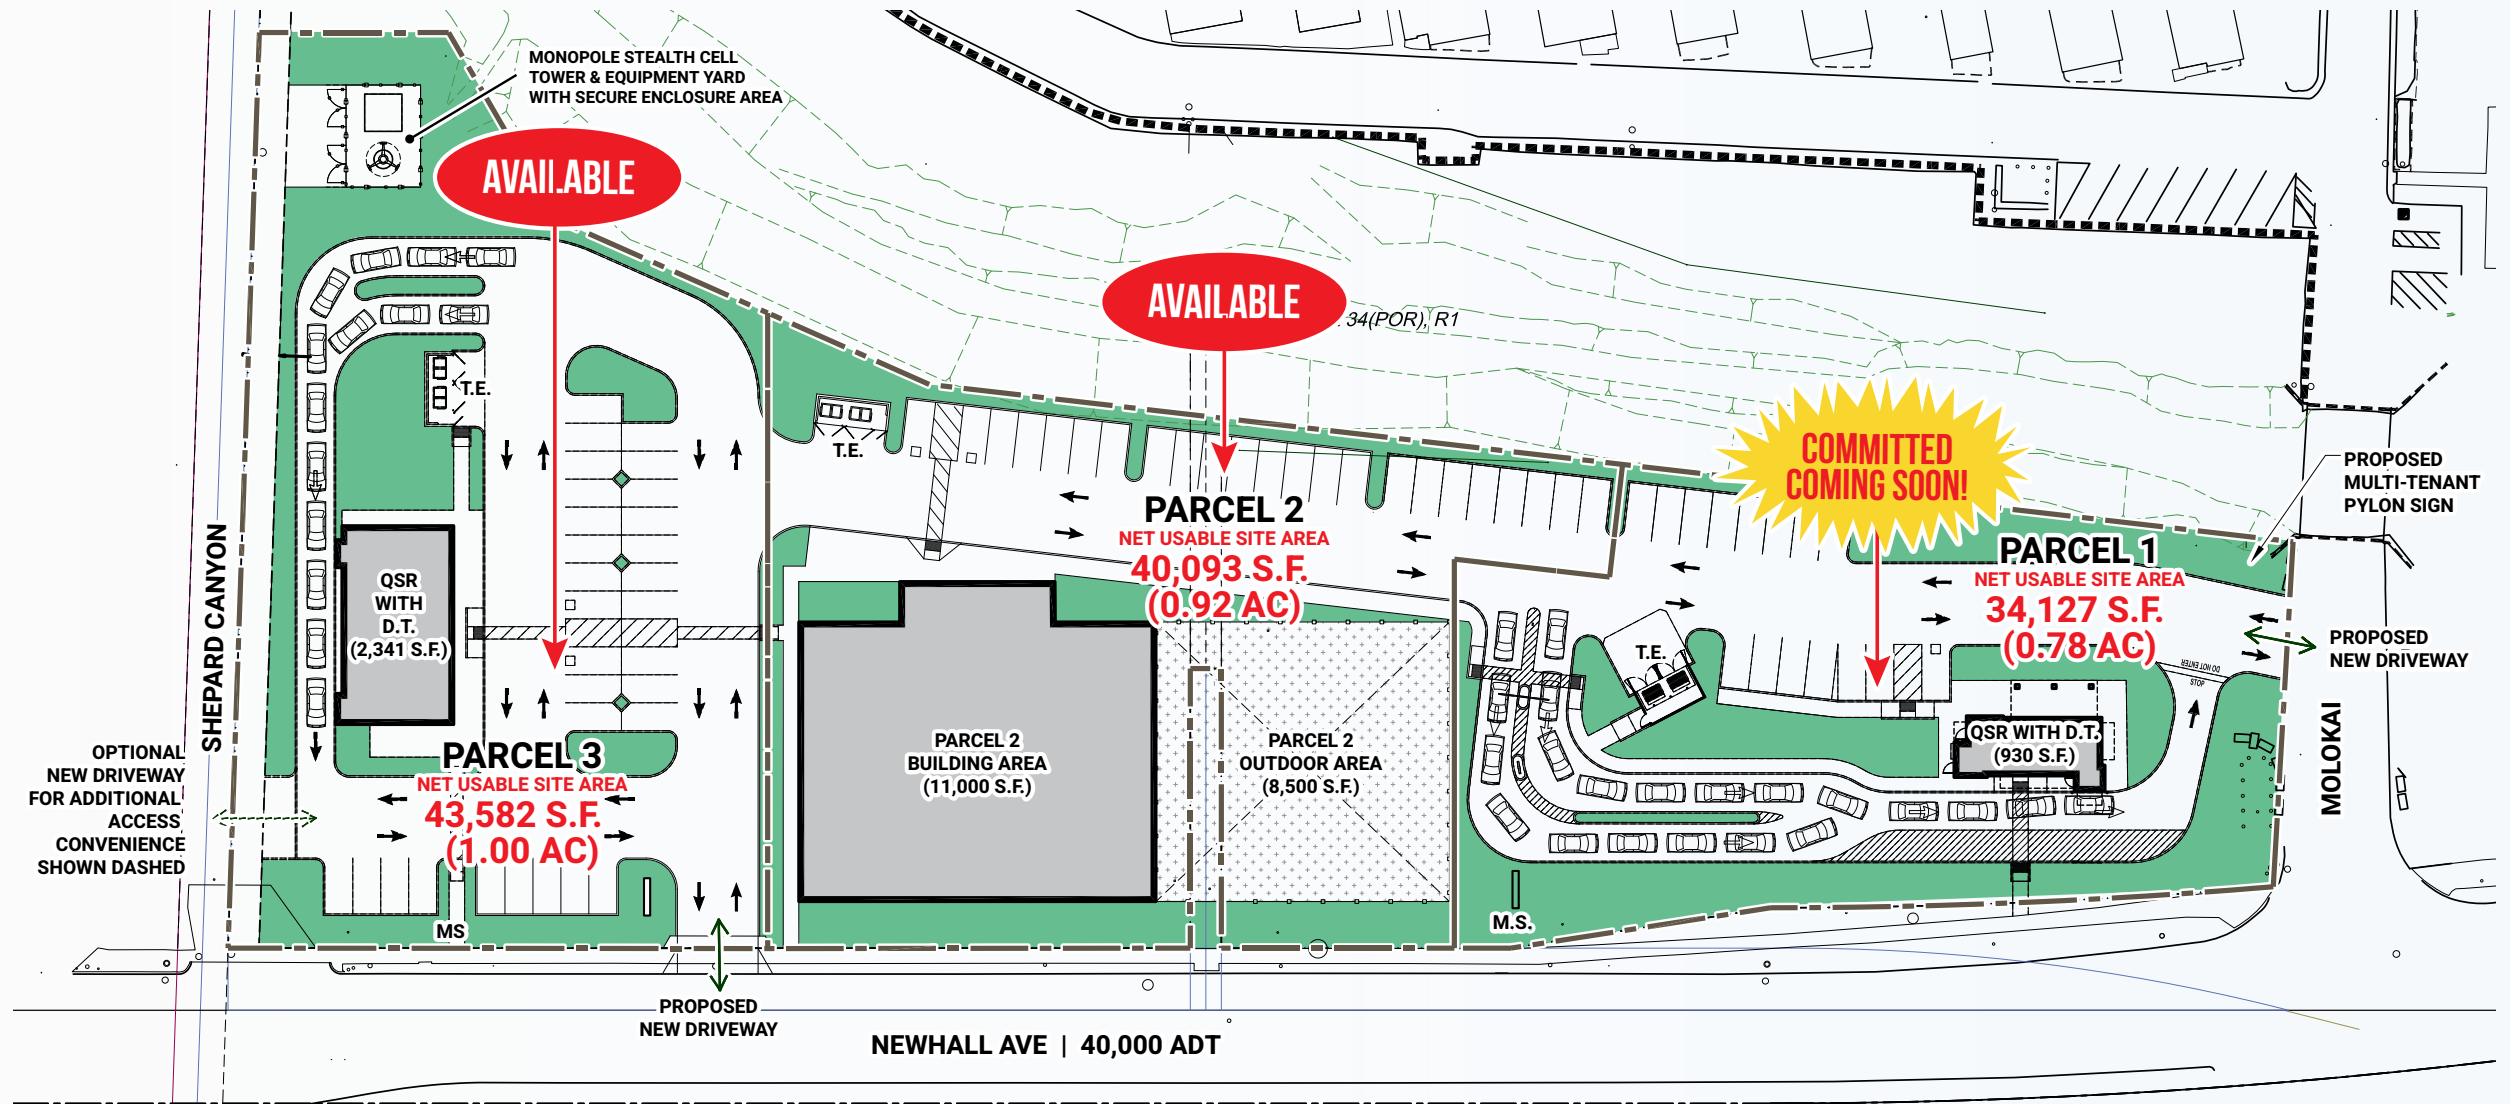 MONOPOLE STEALTH CELL
TOWER & EQUIPMENT YARD
WITH SECURE ENCLOSURE AREA
AVAILABLE
AVAILABLE
34(POR), R1
COMMITTED
COMING SOON!
PROPOSED
MULTI-TENANT
PYLON SIGN
T.E.
T.E.
PARCEL 2
NET USABLE SITE AREA
40,093 S.F.
(0.92 AC)
PARCEL 1
NET USABLE SITE AREA
34,127 S.F.
(0.78 AC)
QSR
WITH
D.T.
(2,341 S.F.)
SHEPARD CANYON
T.E.
PROPOSED
NEW DRIVEWAY
DO NOT ENTER
STOP
MOLOKAI
QSR WITH D.T.
(930 S.F.)
PARCEL 2
BUILDING AREA
(11,000 S.F.)
PARCEL 2
OUTDOOR AREA
(8,500 S.F.)
PARCEL 3
NET USABLE SITE AREA
43,582 S.F.
(1.00 AC)
OPTIONAL
NEW DRIVEWAY
FOR ADDITIONAL
ACCESS
CONVENIENCE
SHOWN DASHED
MS
M.S.
PROPOSED
NEW DRIVEWAY
NEWHALL AVE | 40,000 ADT